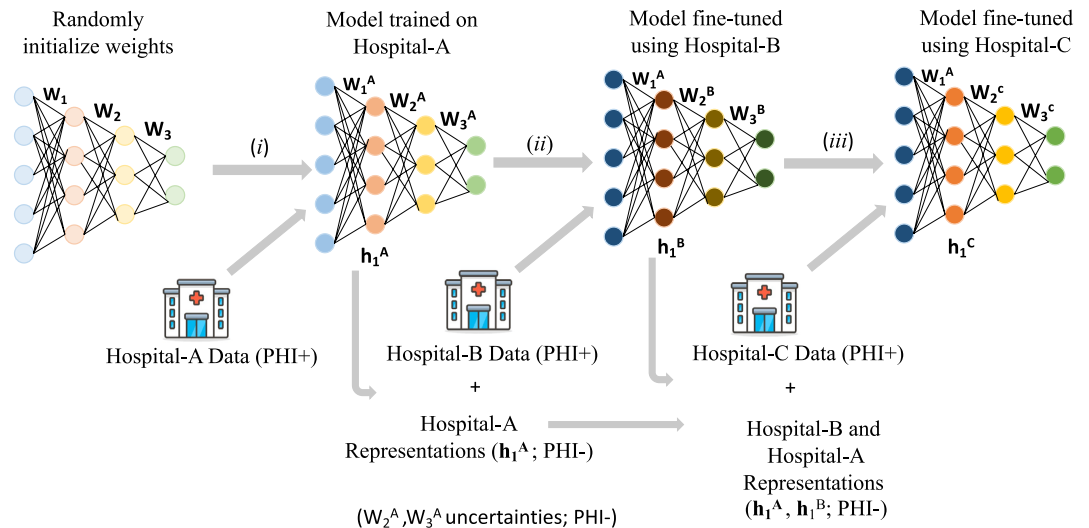 Randomly
initialize weights
Model trained on
Hospital-A
Model fine-tuned
using Hospital-B
Model fine-tuned
using Hospital-C
W₁
W₂
W₃
(i)
W₁ᴬ
W₂ᴬ
W₃ᴬ
h₁ᴬ
(ii)
W₁ᴬ
W₂ᴮ
W₃ᴮ
h₁ᴮ
(iii)
W₁ᴬ
W₂ᶜ
W₃ᶜ
h₁ᶜ
Hospital-A Data (PHI+)
Hospital-B Data (PHI+)
+
Hospital-A
Representations (h₁ᴬ; PHI-)
(W₂ᴬ,W₃ᴬ uncertainties; PHI-)
Hospital-C Data (PHI+)
+
Hospital-B and
Hospital-A
Representations
(h₁ᴬ, h₁ᴮ; PHI-)